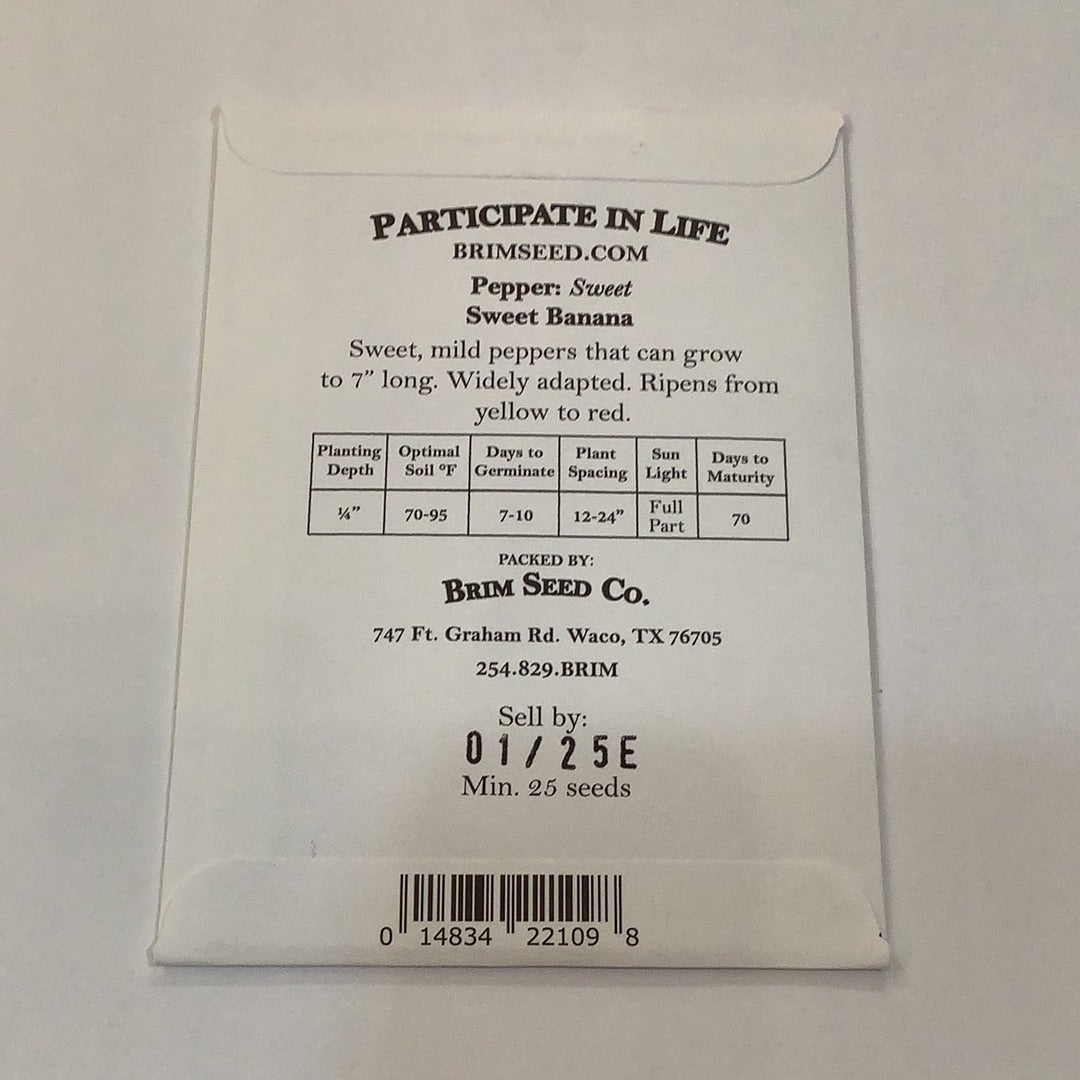 PARTICIPATE IN LIFE
BRIMSEED.COM
Pepper: Sweet
Sweet Banana
Sweet, mild peppers that can grow
to 7” long. Widely adapted. Ripens from
yellow to red.
Planting Depth Optimal Soil ºF Days to Germinate Plant Spacing Sun Light Days to Maturity
¼” 70-95 7-10 12-24” Full Part 70
PACKED BY:
BRIM SEED CO.
747 Ft. Graham Rd. Waco, TX 76705
254.829.BRIM
Sell by:
01/25E
Min. 25 seeds
0 14834 22109 8